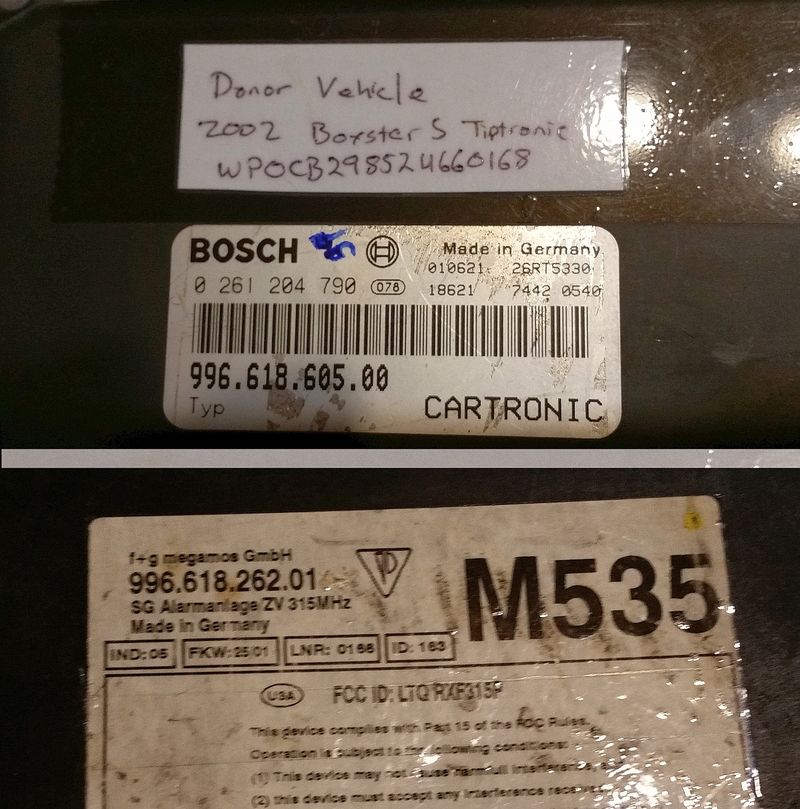 Donor Vehicle
2002 Boxster S Tiptronic
WP0CB29852U660168
BOSCH Made in Germany
010621 26RT5330
0 261 204 790 078 18621 7442 0540
996.618.605.00
Typ CARTRONIC
f+g megamos GmbH
996.618.262.01
M535
SG Alarmanlage/ZV 315MHz
Made in Germany
IND: 05 FKW: 25/01 LNR: 0166 ID: 163
USA FCC ID: LTQ RXF315P
This device complies with Part 15 of the FCC Rules.
Operation is subject to the following conditions:
(1) This device may not cause harmfull interference,
(2) this device must accept any interference